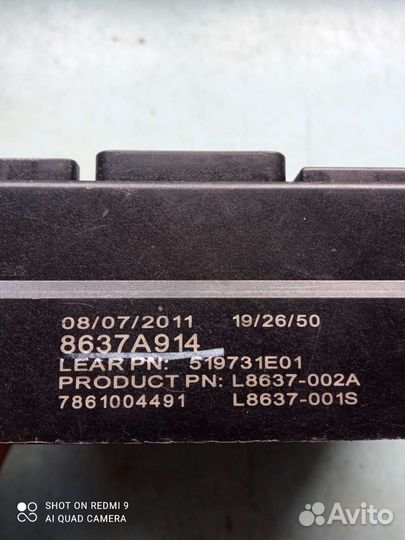 08/07/2011 19/26/50
8637A914
LEAR PN: 519731E01
PRODUCT PN: L8637-002A
7861004491 L8637-001S
SHOT ON REDMI 9
AI QUAD CAMERA
Avito